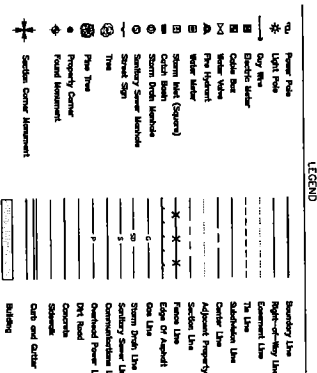 LEGEND
Power Pole
Light Pole
Guy Wire
Electric Meter
Cable Box
Water Valve
Fire Hydrant
Water Meter
Storm Inlet (Square)
Catch Basin
Storm Drain Manhole
Sanitary Sewer Manhole
Street Sign
Tree
Pine Tree
Property Corner
Found Monument
Section Corner Monument
Boundary Line
Right-of-Way Line
Easement Line
Tie Line
Subdivision Line
Center Line
Adjacent Property
Section Line
Fence Line
Edge Of Asphalt
G Gas Line
SD Storm Drain Line
S Sanitary Sewer Li
Communications L
P Overhead Power L
Dirt Road
Concrete
Sidewalk
Curb and Gutter
Building